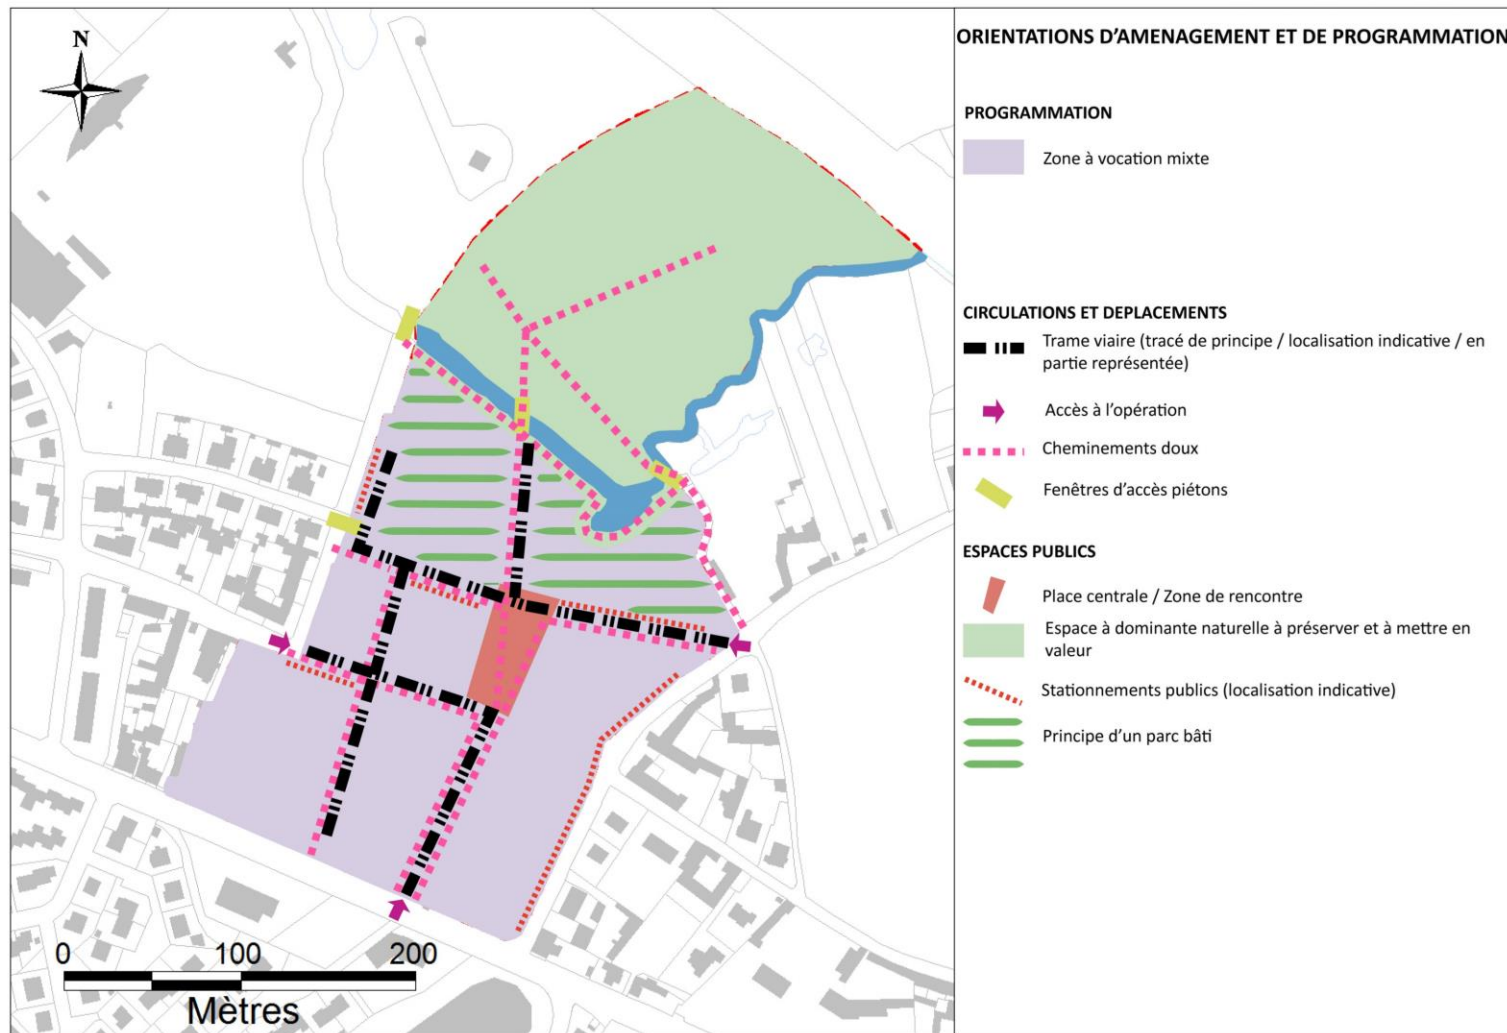 N
ORIENTATIONS D’AMENAGEMENT ET DE PROGRAMMATION
PROGRAMMATION
Zone à vocation mixte
CIRCULATIONS ET DEPLACEMENTS
Trame viaire (tracé de principe / localisation indicative / en
partie représentée)
Accès à l’opération
Cheminements doux
Fenêtres d’accès piétons
ESPACES PUBLICS
Place centrale / Zone de rencontre
Espace à dominante naturelle à préserver et à mettre en
valeur
Stationnements publics (localisation indicative)
Principe d’un parc bâti
0 100 200
Mètres